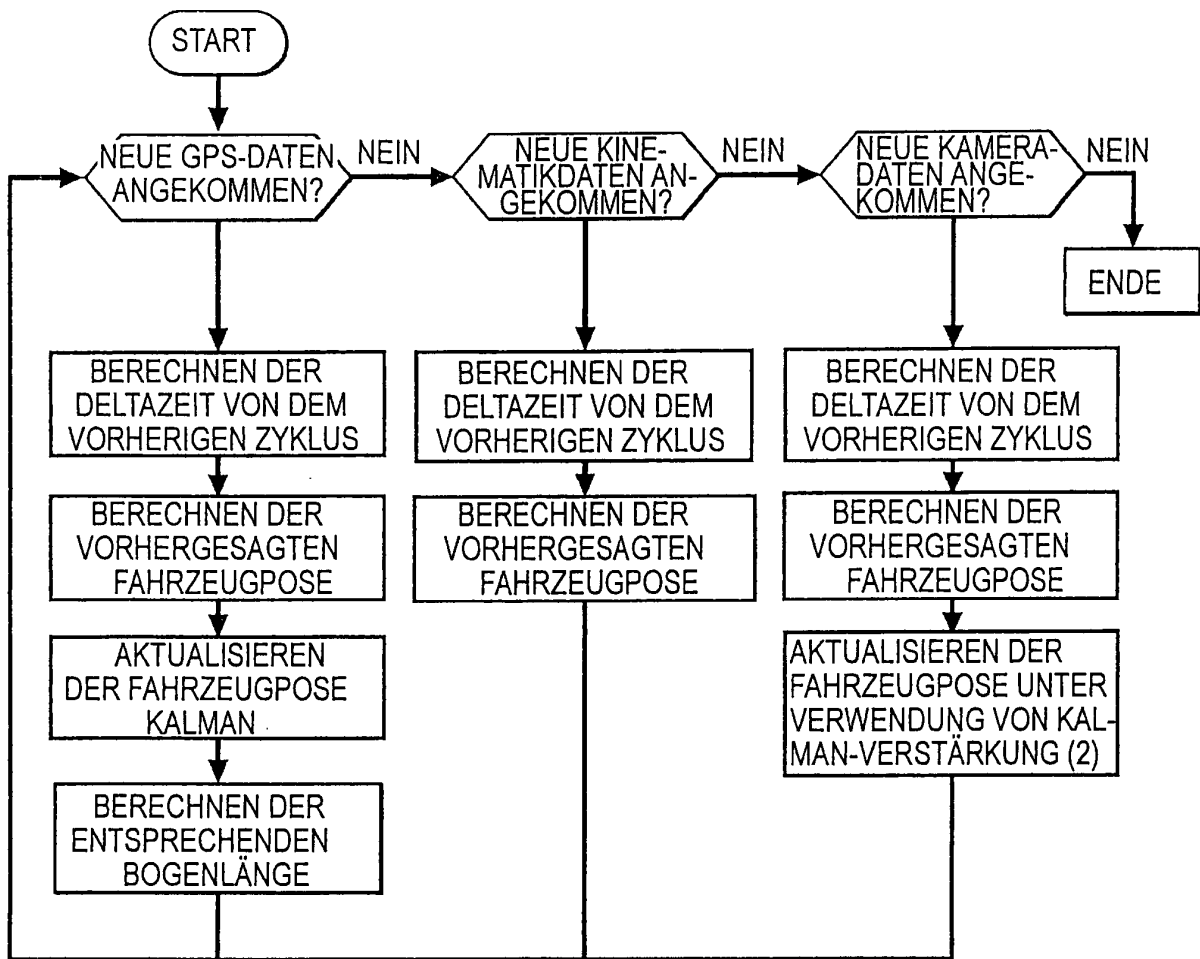 START
NEUE GPS-DATEN
ANGEKOMMEN?
NEIN
NEUE KINE-
MATIKDATEN AN-
GEKOMMEN?
NEIN
NEUE KAMERA-
DATEN ANGE-
KOMMEN?
NEIN
ENDE
BERECHNEN DER
DELTAZEIT VON DEM
VORHERIGEN ZYKLUS
BERECHNEN DER
VORHERGESAGTEN
FAHRZEUGPOSE
AKTUALISIEREN
DER FAHRZEUGPOSE
KALMAN
BERECHNEN DER
ENTSPRECHENDEN
BOGENLÄNGE
BERECHNEN DER
DELTAZEIT VON DEM
VORHERIGEN ZYKLUS
BERECHNEN DER
VORHERGESAGTEN
FAHRZEUGPOSE
BERECHNEN DER
DELTAZEIT VON DEM
VORHERIGEN ZYKLUS
BERECHNEN DER
VORHERGESAGTEN
FAHRZEUGPOSE
AKTUALISIEREN DER
FAHRZEUGPOSE UNTER
VERWENDUNG VON KAL-
MAN-VERSTÄRKUNG (2)